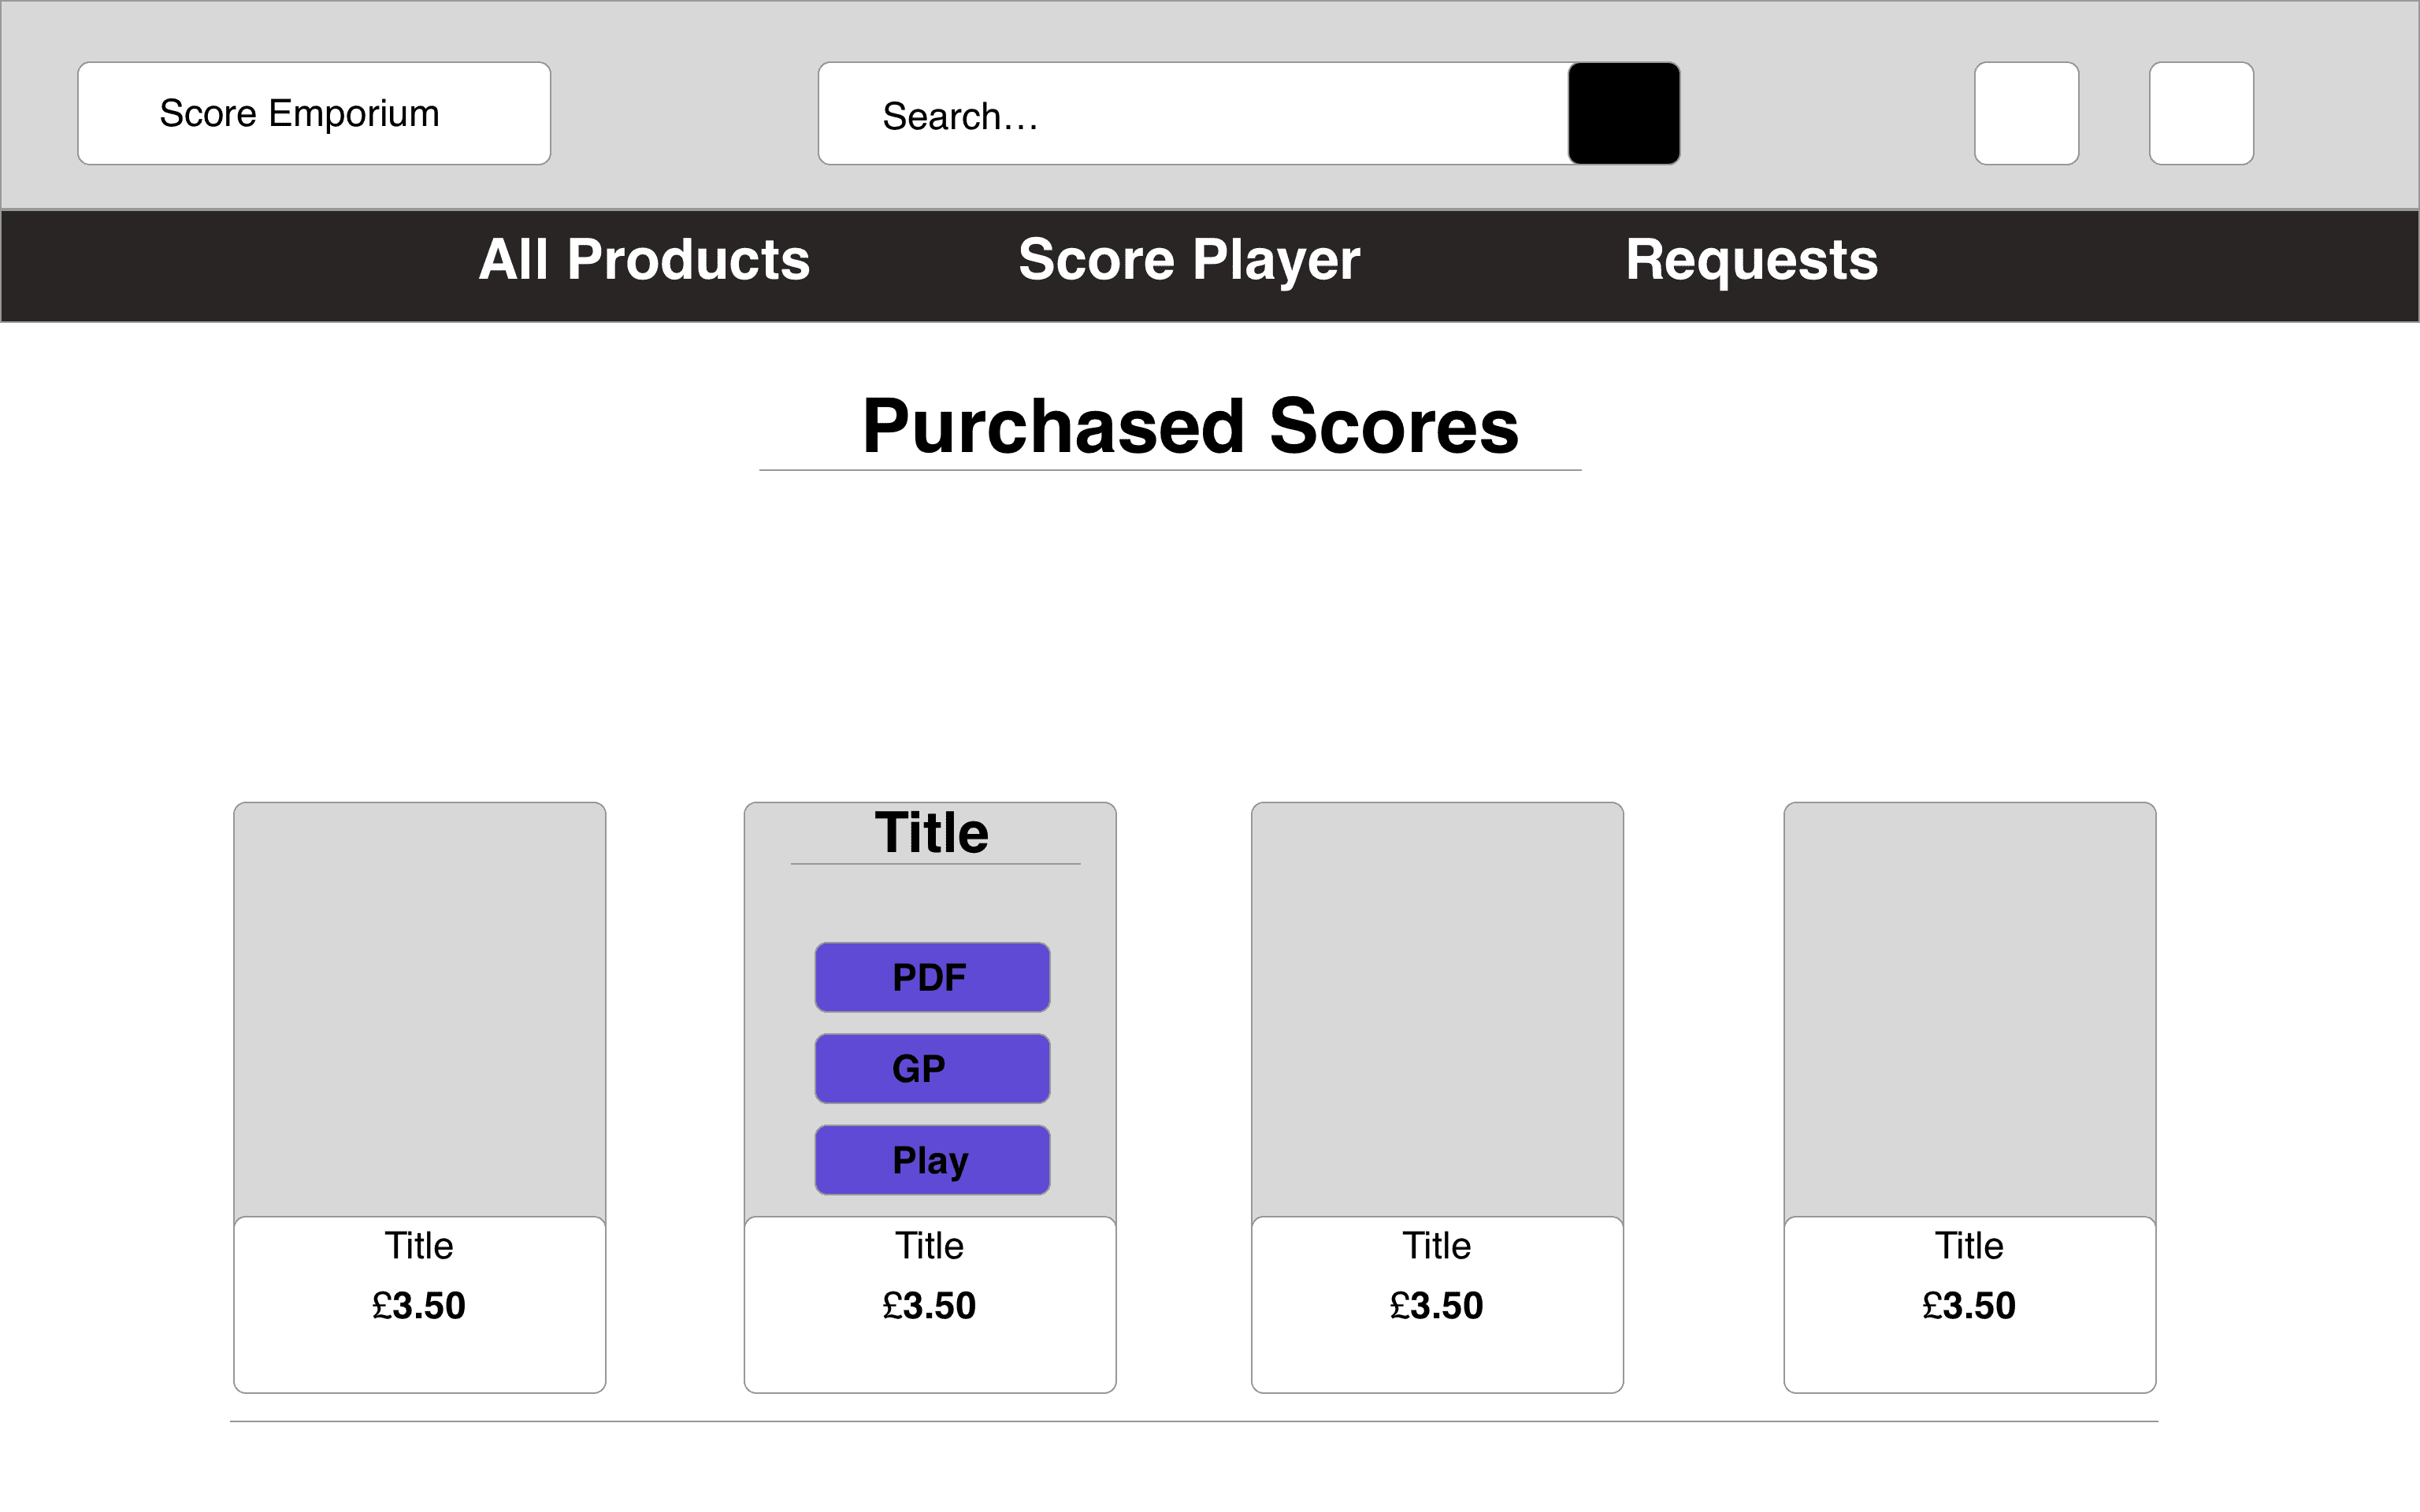 Score Emporium
Search...
All Products
Score Player
Requests
Purchased Scores
Title
PDF
GP
Play
Title
£3.50
Title
£3.50
Title
£3.50
Title
£3.50